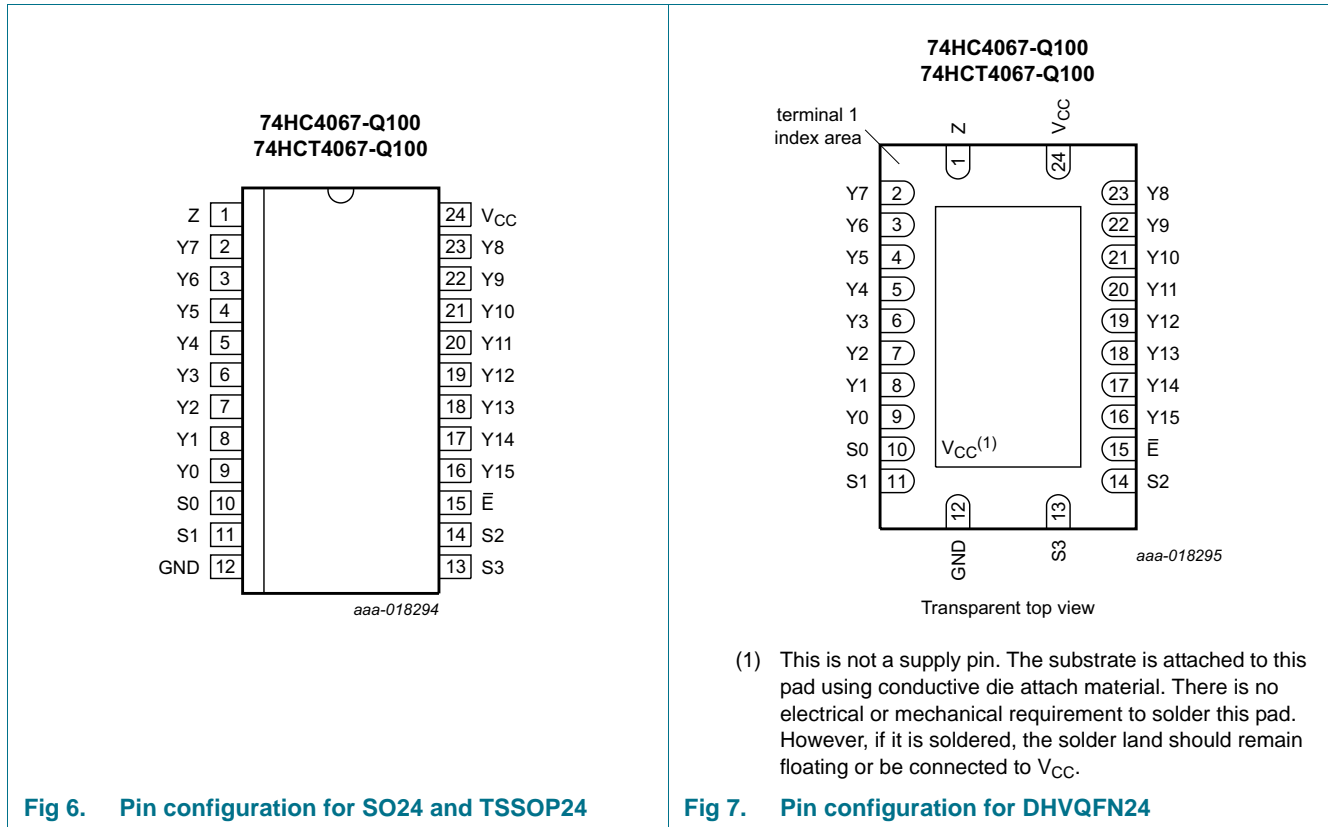 74HC4067-Q100
74HCT4067-Q100
Z 1
Y7 2
Y6 3
Y5 4
Y4 5
Y3 6
Y2 7
Y1 8
Y0 9
S0 10
S1 11
GND 12
24 VCC
23 Y8
22 Y9
21 Y10
20 Y11
19 Y12
18 Y13
17 Y14
16 Y15
15 E̅
14 S2
13 S3
aaa-018294
Fig 6. Pin configuration for SO24 and TSSOP24
74HC4067-Q100
74HCT4067-Q100
terminal 1
index area
Z
VCC
1
24
Y7 2
Y6 3
Y5 4
Y4 5
Y3 6
Y2 7
Y1 8
Y0 9
S0 10
S1 11
VCC(1)
23 Y8
22 Y9
21 Y10
20 Y11
19 Y12
18 Y13
17 Y14
16 Y15
15 E̅
14 S2
12
13
GND
S3
aaa-018295
Transparent top view
(1) This is not a supply pin. The substrate is attached to this
pad using conductive die attach material. There is no
electrical or mechanical requirement to solder this pad.
However, if it is soldered, the solder land should remain
floating or be connected to VCC.
Fig 7. Pin configuration for DHVQFN24